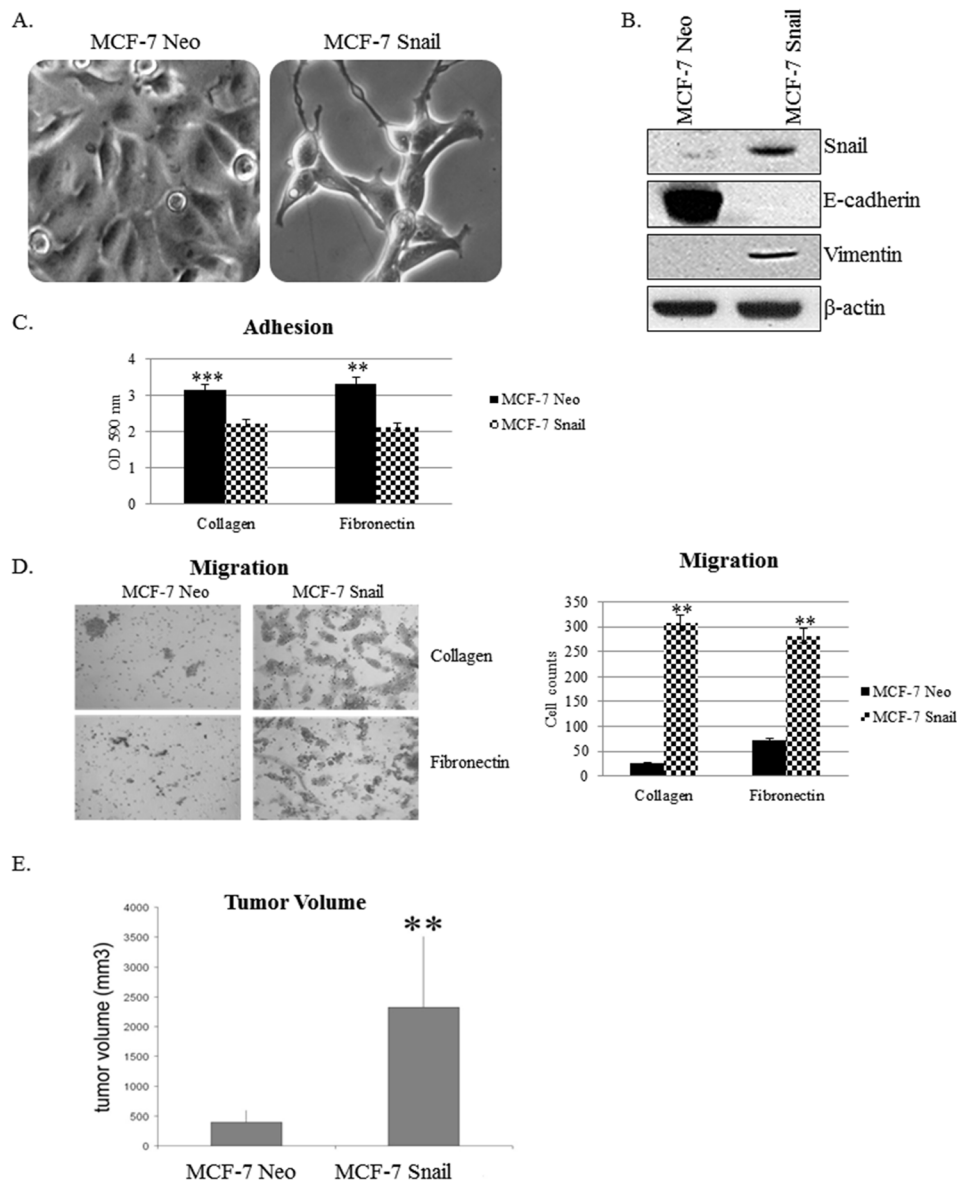 A.
MCF-7 Neo
MCF-7 Snail
B.
MCF-7 Neo
MCF-7 Snail
Snail
E-cadherin
Vimentin
β-actin
C.
Adhesion
4
3
2
1
0
OD 590 nm
***
**
Collagen
Fibronectin
MCF-7 Neo
MCF-7 Snail
D.
Migration
MCF-7 Neo
MCF-7 Snail
Collagen
Fibronectin
Migration
350
300
250
200
150
100
50
0
Cell counts
**
**
Collagen
Fibronectin
MCF-7 Neo
MCF-7 Snail
E.
Tumor Volume
4000
3500
3000
2500
2000
1500
1000
500
0
tumor volume (mm3)
**
MCF-7 Neo
MCF-7 Snail